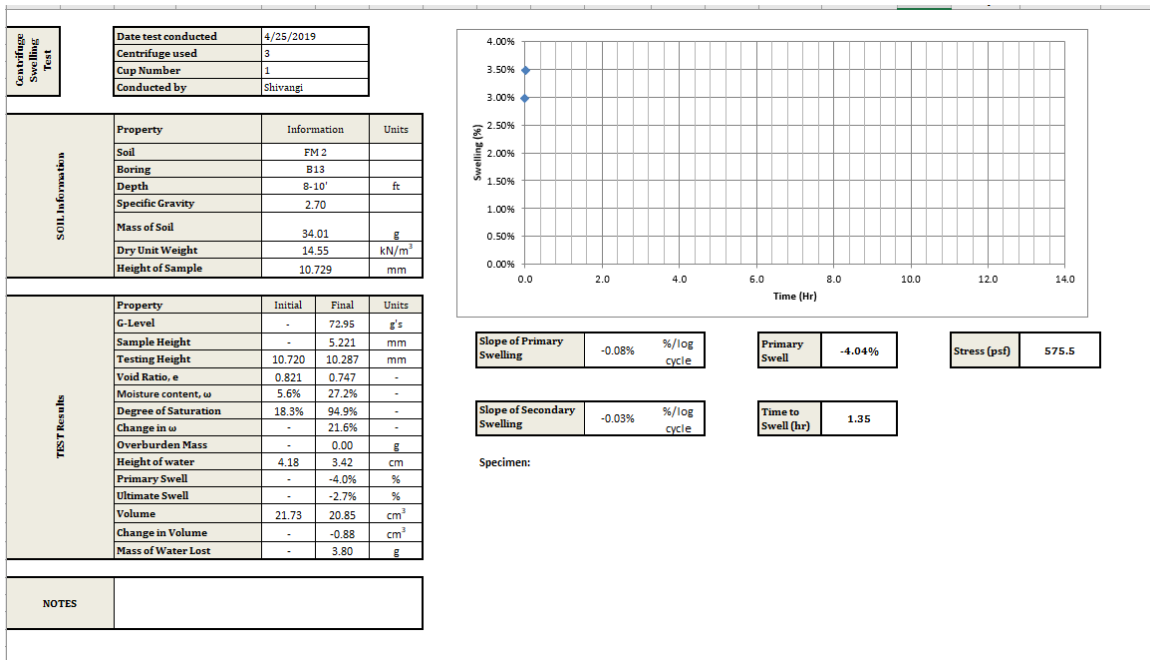 Centrifuge
Swelling
Test
Date test conducted 4/25/2019
Centrifuge used 3
Cup Number 1
Conducted by Shivangi
SOIL Information
Property Information Units
Soil FM 2
Boring B13
Depth 8-10' ft
Specific Gravity 2.70
Mass of Soil 34.01 g
Dry Unit Weight 14.55 kN/m³
Height of Sample 10.729 mm
TEST Results
Property Initial Final Units
G-Level - 72.95 g's
Sample Height - 5.221 mm
Testing Height 10.720 10.287 mm
Void Ratio, e 0.821 0.747 -
Moisture content, ω 5.6% 27.2% -
Degree of Saturation 18.3% 94.9% -
Change in ω - 21.6% -
Overburden Mass - 0.00 g
Height of water 4.18 3.42 cm
Primary Swell - -4.0% %
Ultimate Swell - -2.7% %
Volume 21.73 20.85 cm³
Change in Volume - -0.88 cm³
Mass of Water Lost - 3.80 g
NOTES
Swelling (%)
4.00%
3.50%
3.00%
2.50%
2.00%
1.50%
1.00%
0.50%
0.00%
0.0 2.0 4.0 6.0 8.0 10.0 12.0 14.0
Time (Hr)
Slope of Primary
Swelling -0.08% %/log
cycle
Primary
Swell -4.04%
Stress (psf) 575.5
Slope of Secondary
Swelling -0.03% %/log
cycle
Time to
Swell (hr) 1.35
Specimen: